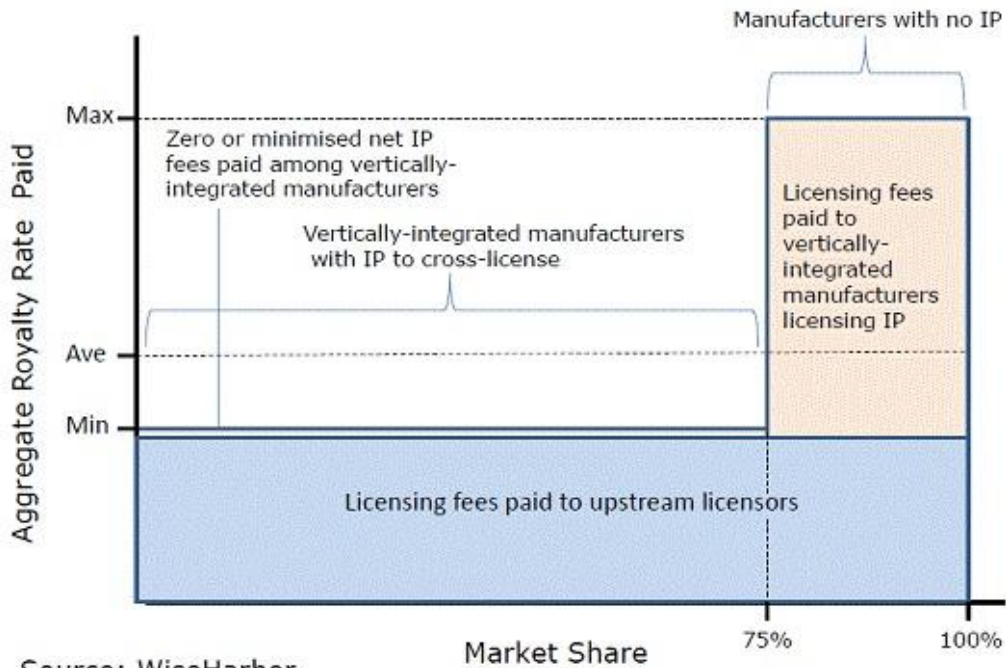 Manufacturers with no IP
Max
Zero or minimised net IP
fees paid among vertically-
integrated manufacturers
Vertically-integrated manufacturers
with IP to cross-license
Licensing fees
paid to
vertically-
integrated
manufacturers
licensing IP
Aggregate Royalty Rate Paid
Ave
Min
Licensing fees paid to upstream licensors
75%
100%
Market Share
Source: WiseHarbor